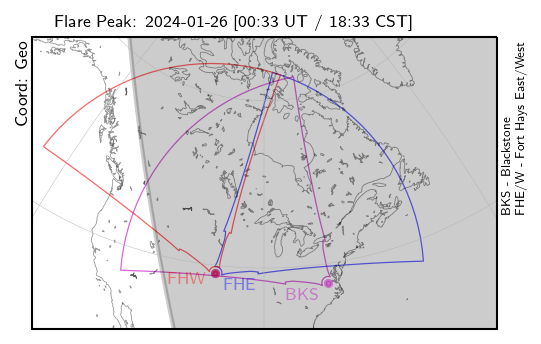 Flare Peak: 2024-01-26 [00:33 UT / 18:33 CST]
Coord: Geo
BKS - Blackstone
FHE/W - Fort Hays East/West
FHW
FHE
BKS